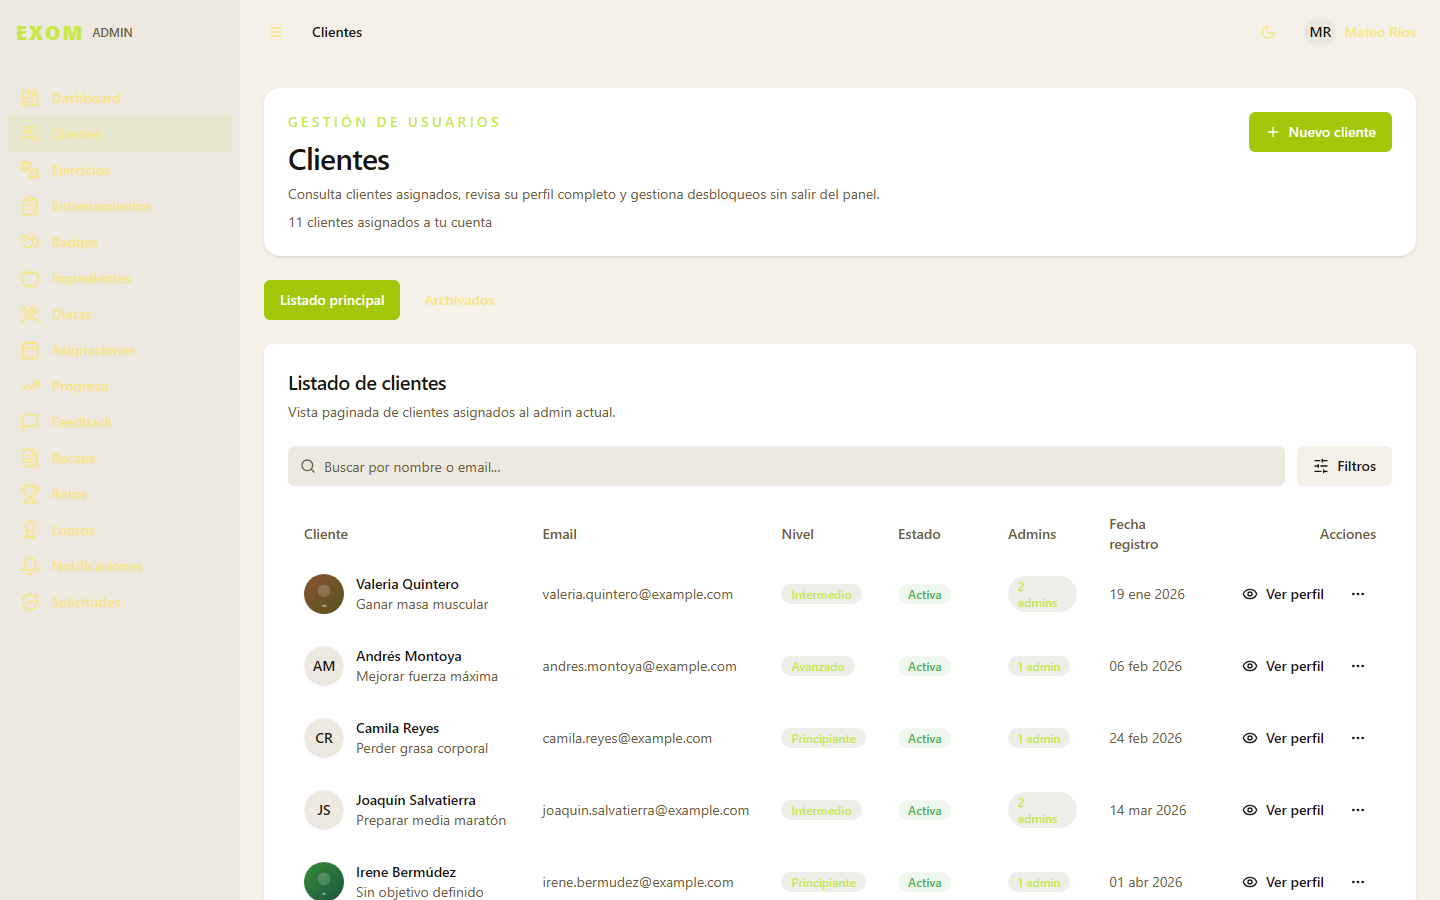 EXOM ADMIN
Clientes
MR Mateo Ríos
Dashboard
Clientes
Ejercicios
Entrenamientos
Badges
Ingredientes
Dietas
Asignaciones
Progreso
Feedback
Recaps
Retos
Logros
Notificaciones
Solicitudes
GESTIÓN DE USUARIOS
Clientes
Consulta clientes asignados, revisa su perfil completo y gestiona desbloqueos sin salir del panel.
11 clientes asignados a tu cuenta
Nuevo cliente
Listado principal
Archivados
Listado de clientes
Vista paginada de clientes asignados al admin actual.
Buscar por nombre o email...
Filtros
Cliente Email Nivel Estado Admins Fecha registro Acciones
Valeria Quintero
Ganar masa muscular
valeria.quintero@example.com Intermedio Activa 2 admins 19 ene 2026 Ver perfil
AM
Andrés Montoya
Mejorar fuerza máxima
andres.montoya@example.com Avanzado Activa 1 admin 06 feb 2026 Ver perfil
CR
Camila Reyes
Perder grasa corporal
camila.reyes@example.com Principiante Activa 1 admin 24 feb 2026 Ver perfil
JS
Joaquín Salvatierra
Preparar media maratón
joaquin.salvatierra@example.com Intermedio Activa 2 admins 14 mar 2026 Ver perfil
Irene Bermúdez
Sin objetivo definido
irene.bermudez@example.com Principiante Activa 1 admin 01 abr 2026 Ver perfil